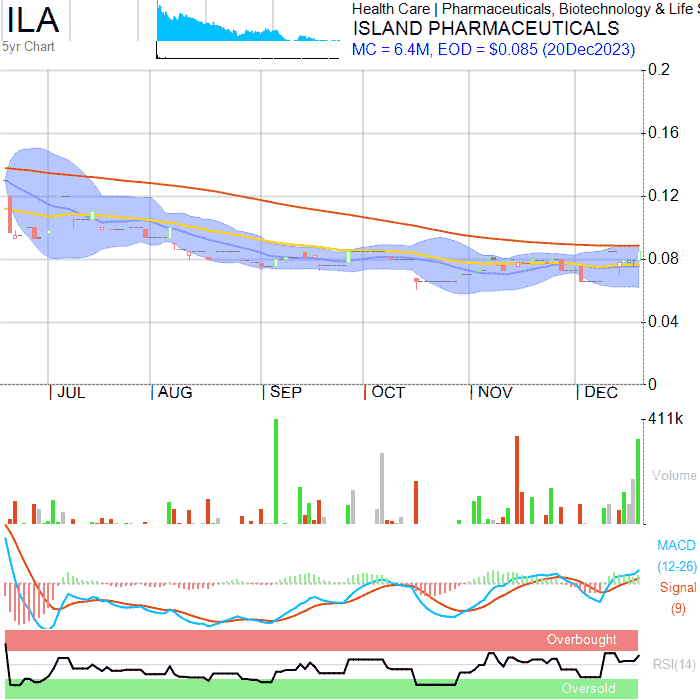 ILA
5yr Chart
Health Care | Pharmaceuticals, Biotechnology & Life S
ISLAND PHARMACEUTICALS
MC = 6.4M, EOD = $0.085 (20Dec2023)
0.2
0.16
0.12
0.08
0.04
0
JUL AUG SEP OCT NOV DEC
411k
Volume
MACD
(12-26)
Signal
(9)
Overbought
RSI(14)
Oversold